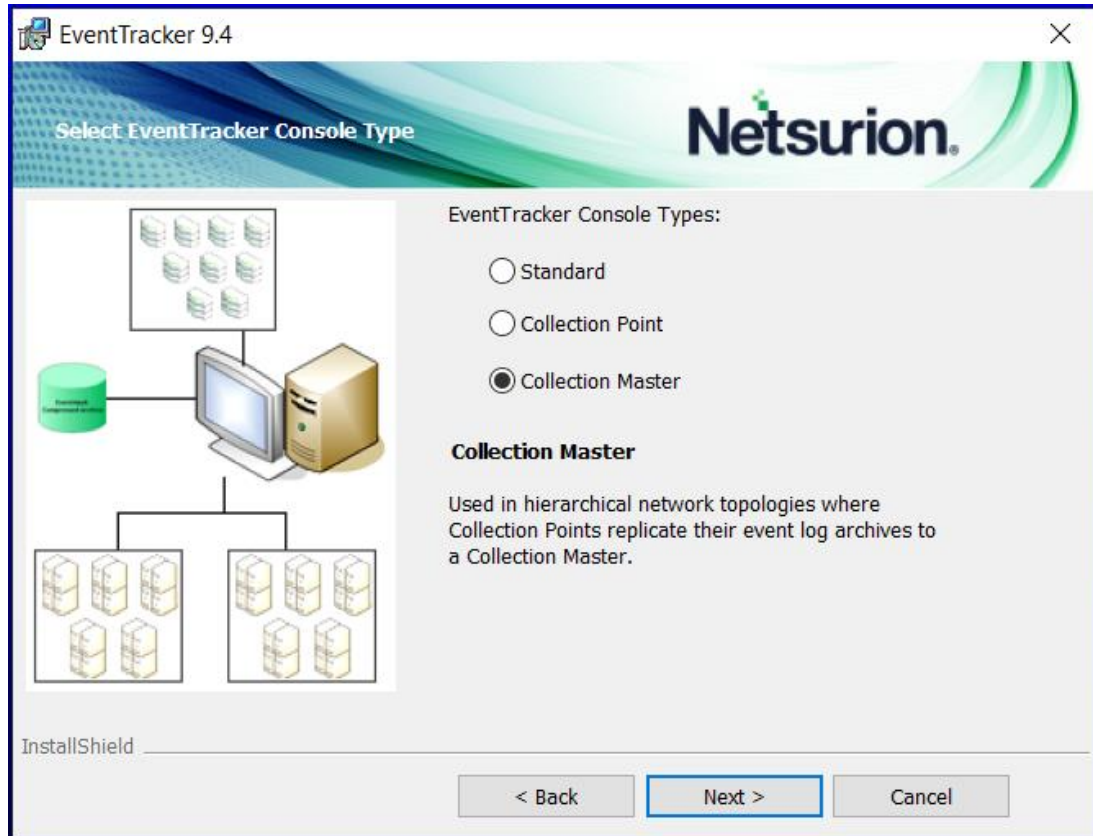 EventTracker 9.4
Select EventTracker Console Type
Netsurion.
EventTracker Console Types:
Standard
Collection Point
Collection Master
Collection Master
Used in hierarchical network topologies where
Collection Points replicate their event log archives to
a Collection Master.
InstallShield
< Back
Next >
Cancel